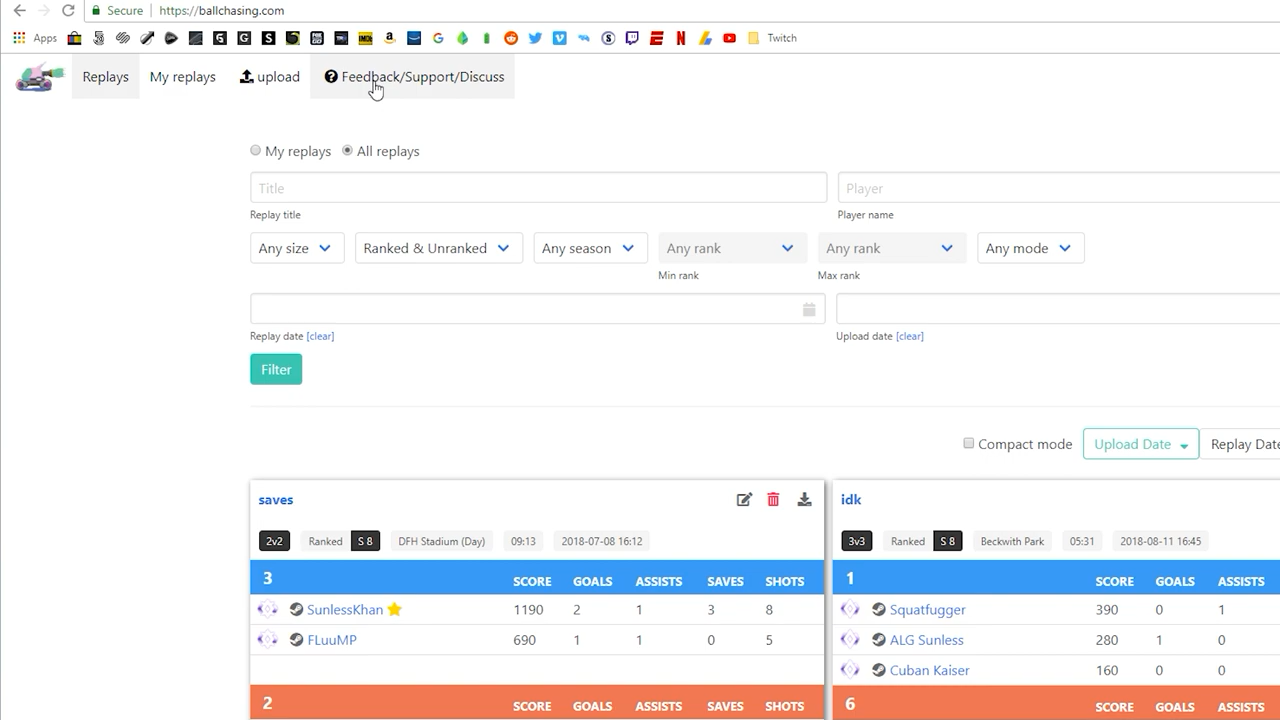 Secure https://ballchasing.com
Apps Twitch
Replays My replays upload Feedback/Support/Discuss
My replays All replays
Title Player
Replay title Player name
Any size Ranked & Unranked Any season Any rank Any rank Any mode
Min rank Max rank
Replay date [clear] Upload date [clear]
Filter
Compact mode Upload Date Replay Date
saves idk
2v2 Ranked S 8 DFH Stadium (Day) 09:13 2018-07-08 16:12 3v3 Ranked S 8 Beckwith Park 05:31 2018-08-11 16:45
3 SCORE GOALS ASSISTS SAVES SHOTS 1 SCORE GOALS ASSISTS
SunlessKhan 1190 2 1 3 8 Squatfugger 390 0 1
FLuuMP 690 1 1 0 5 ALG Sunless 280 1 0
Cuban Kaiser 160 0 0
2 SCORE GOALS ASSISTS SAVES SHOTS 6 SCORE GOALS ASSISTS